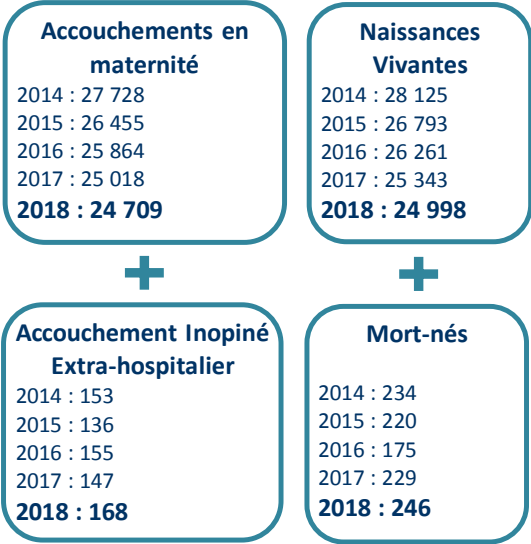 Accouchements en
maternité
2014 : 27 728
2015 : 26 455
2016 : 25 864
2017 : 25 018
2018 : 24 709
Naissances
Vivantes
2014 : 28 125
2015 : 26 793
2016 : 26 261
2017 : 25 343
2018 : 24 998
Accouchement Inopiné
Extra-hospitalier
2014 : 153
2015 : 136
2016 : 155
2017 : 147
2018 : 168
Mort-nés
2014 : 234
2015 : 220
2016 : 175
2017 : 229
2018 : 246